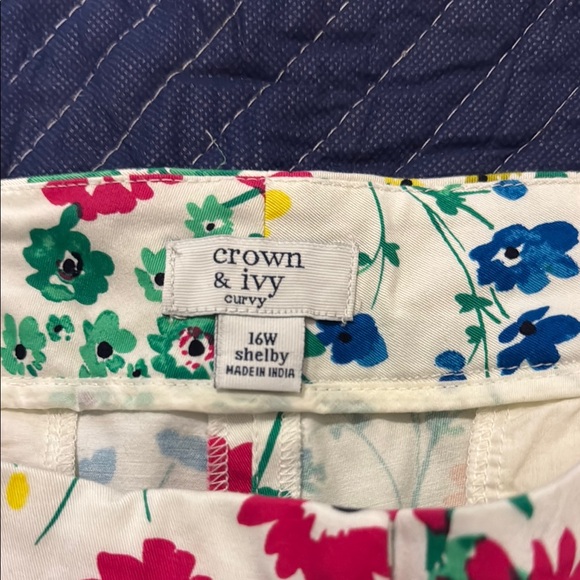 crown
& ivy
curvy
16W
shelby
MADE IN INDIA